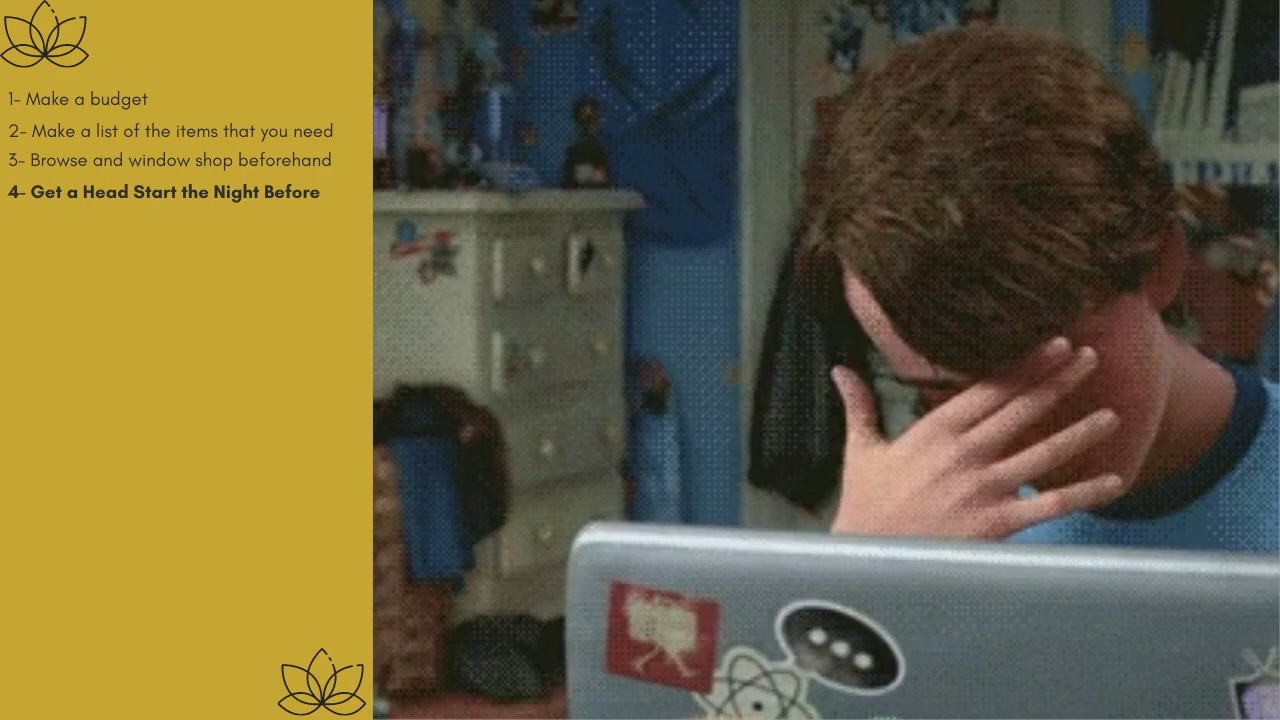 1- Make a budget
2- Make a list of the items that you need
3- Browse and window shop beforehand
4- Get a Head Start the Night Before